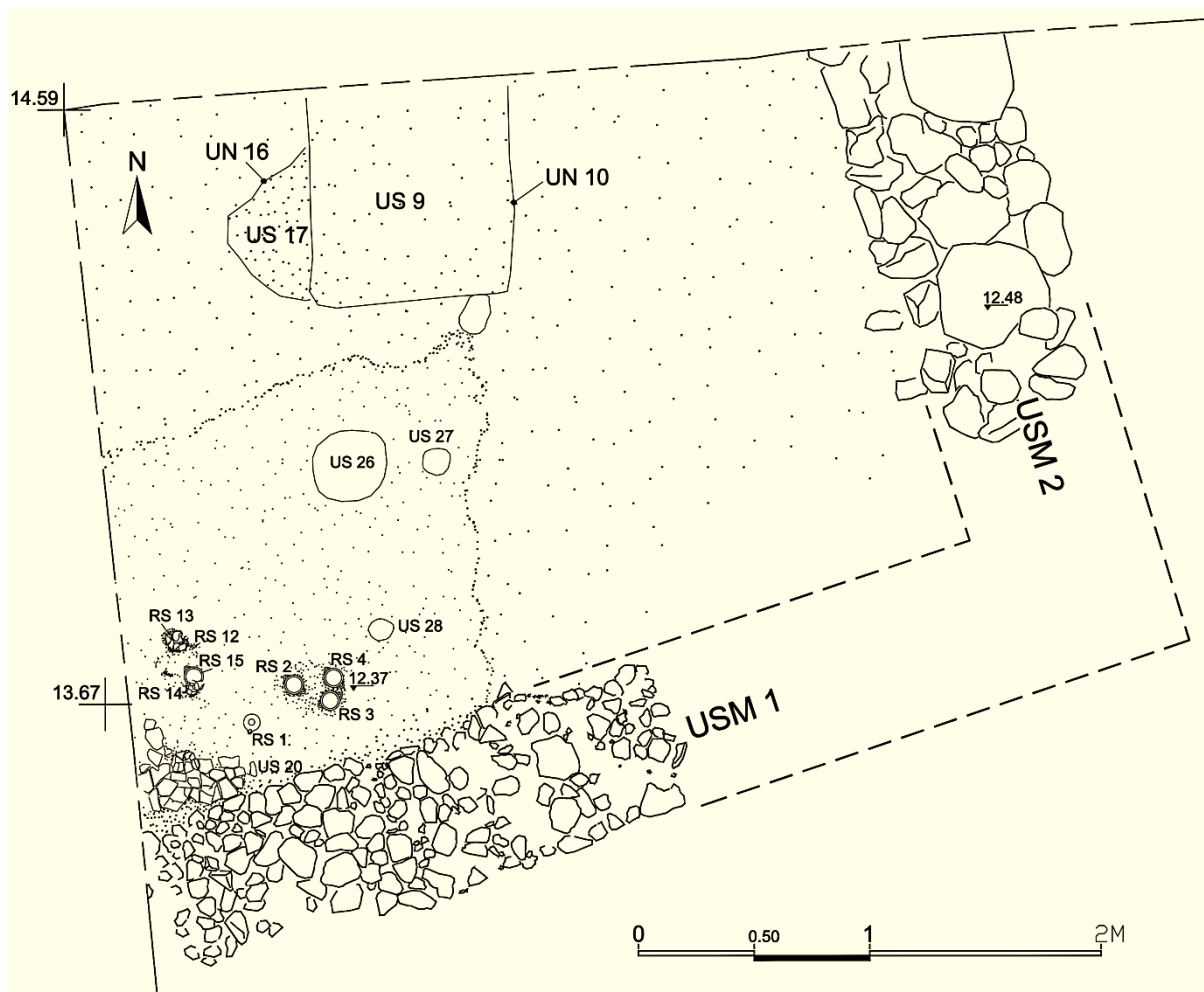 14.59
N
UN 16
US 9
UN 10
US 17
12.48
US 27
US 26
USM 2
RS 13
RS 12
US 28
RS 15
RS 2
RS 4
12.37
RS 14
13.67
RS 3
RS 1.
USM 1
US 20
0
0.50
1
2M